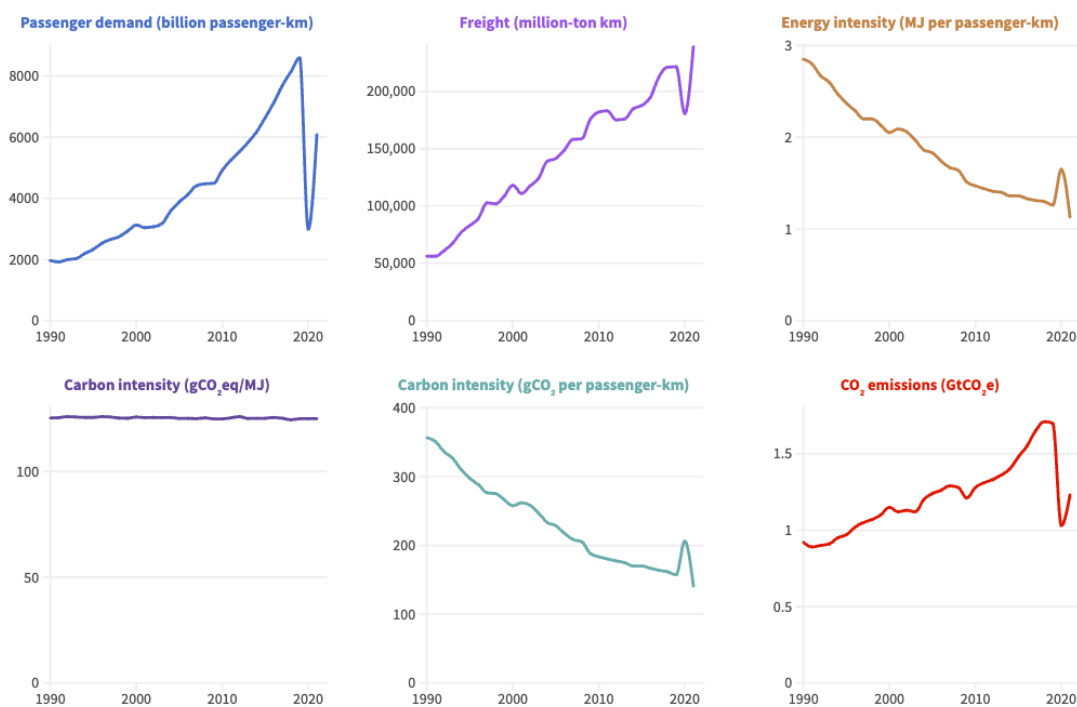 Passenger demand (billion passenger-km)
8000
6000
4000
2000
0
1990 2000 2010 2020
Freight (million-ton km)
200,000
150,000
100,000
50,000
0
1990 2000 2010 2020
Energy intensity (MJ per passenger-km)
3
2
1
0
1990 2000 2010 2020
Carbon intensity (gCO₂eq/MJ)
100
50
0
1990 2000 2010 2020
Carbon intensity (gCO₂ per passenger-km)
400
300
200
100
0
1990 2000 2010 2020
CO₂ emissions (GtCO₂e)
1.5
1
0.5
0
1990 2000 2010 2020